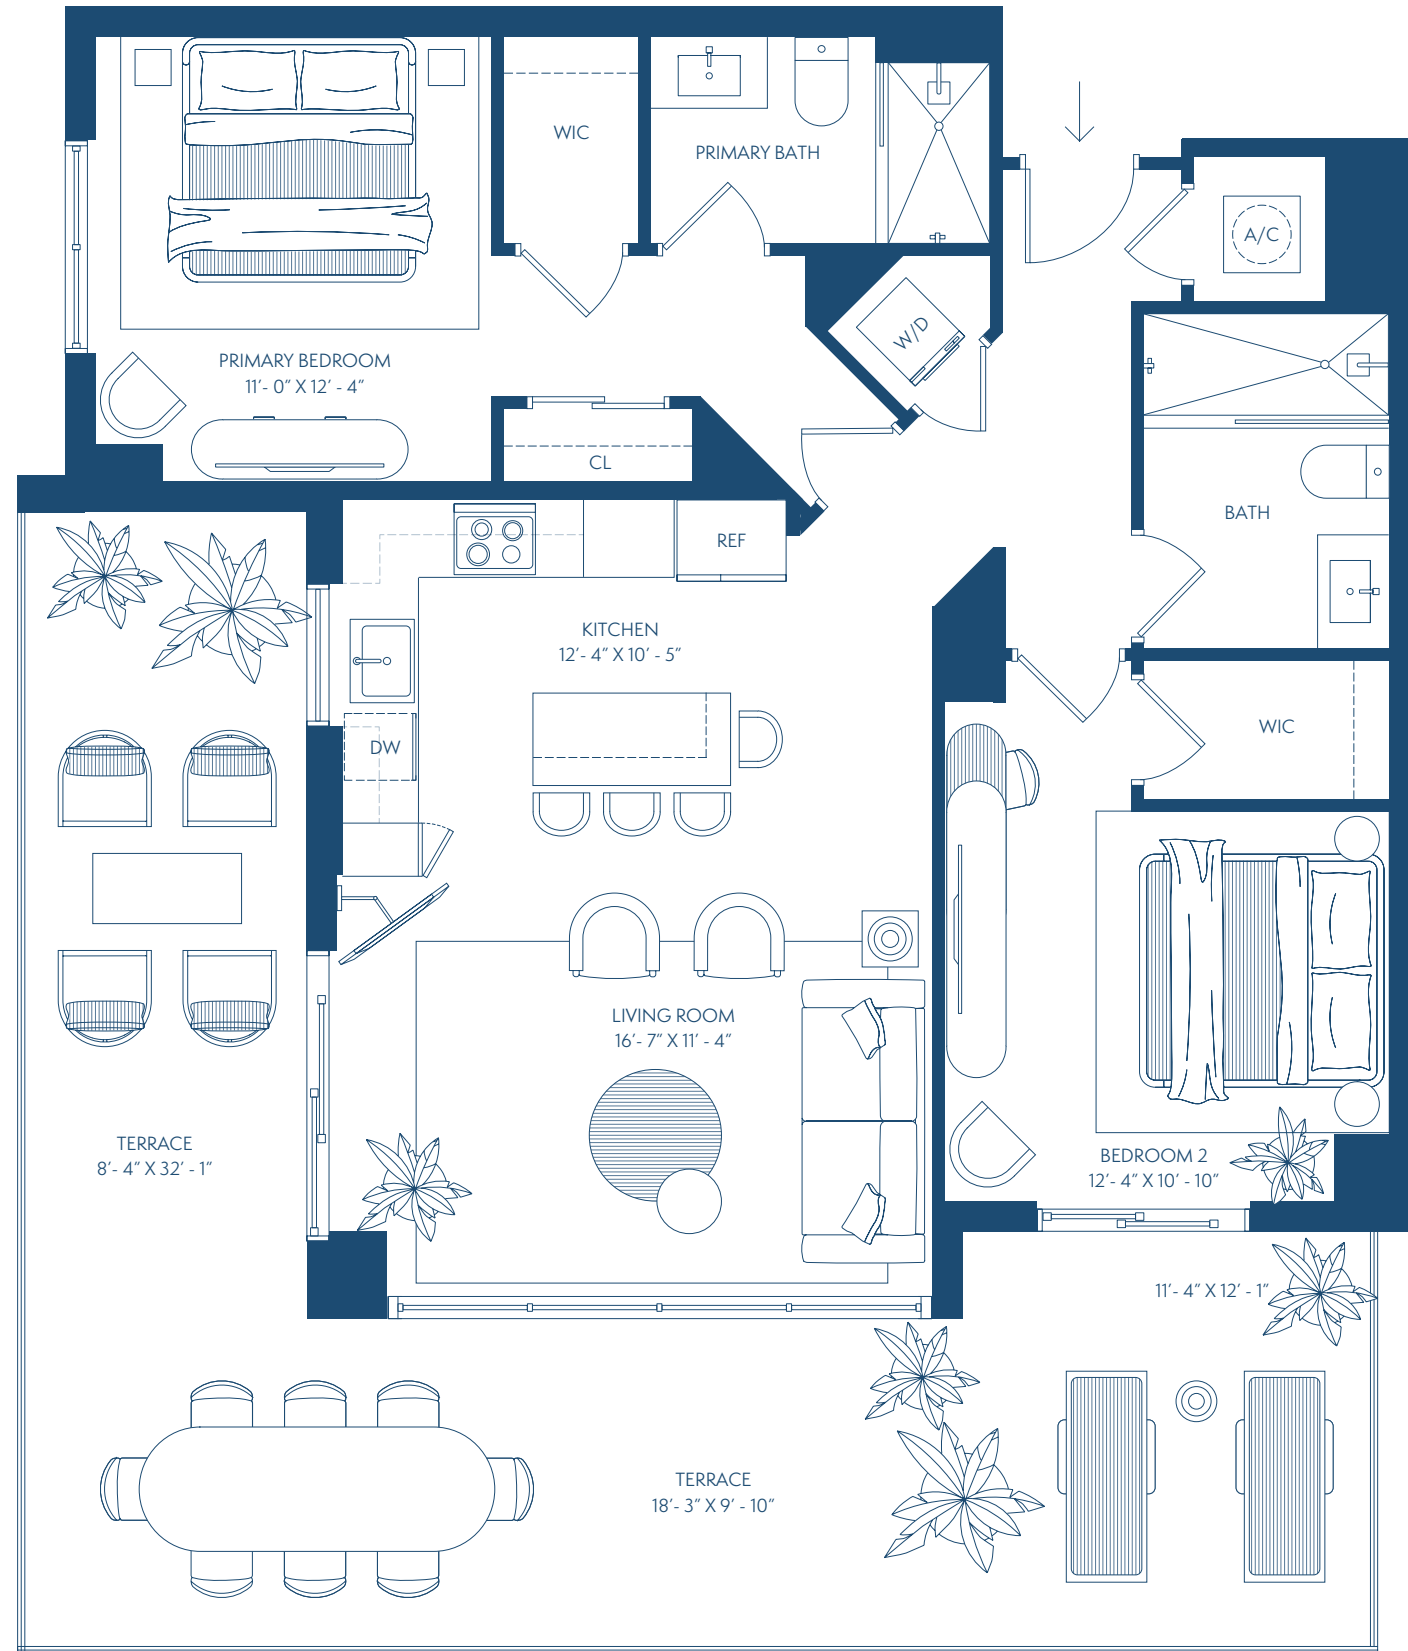 WIC
PRIMARY BATH
A/C
W/D
PRIMARY BEDROOM
11'- 0" X 12' - 4"
CL
BATH
REF
KITCHEN
12'- 4" X 10' - 5"
WIC
DW
LIVING ROOM
16'- 7" X 11' - 4"
TERRACE
8'- 4" X 32' - 1"
BEDROOM 2
12'- 4" X 10' - 10"
11'- 4" X 12' - 1"
TERRACE
18'- 3" X 9' - 10"